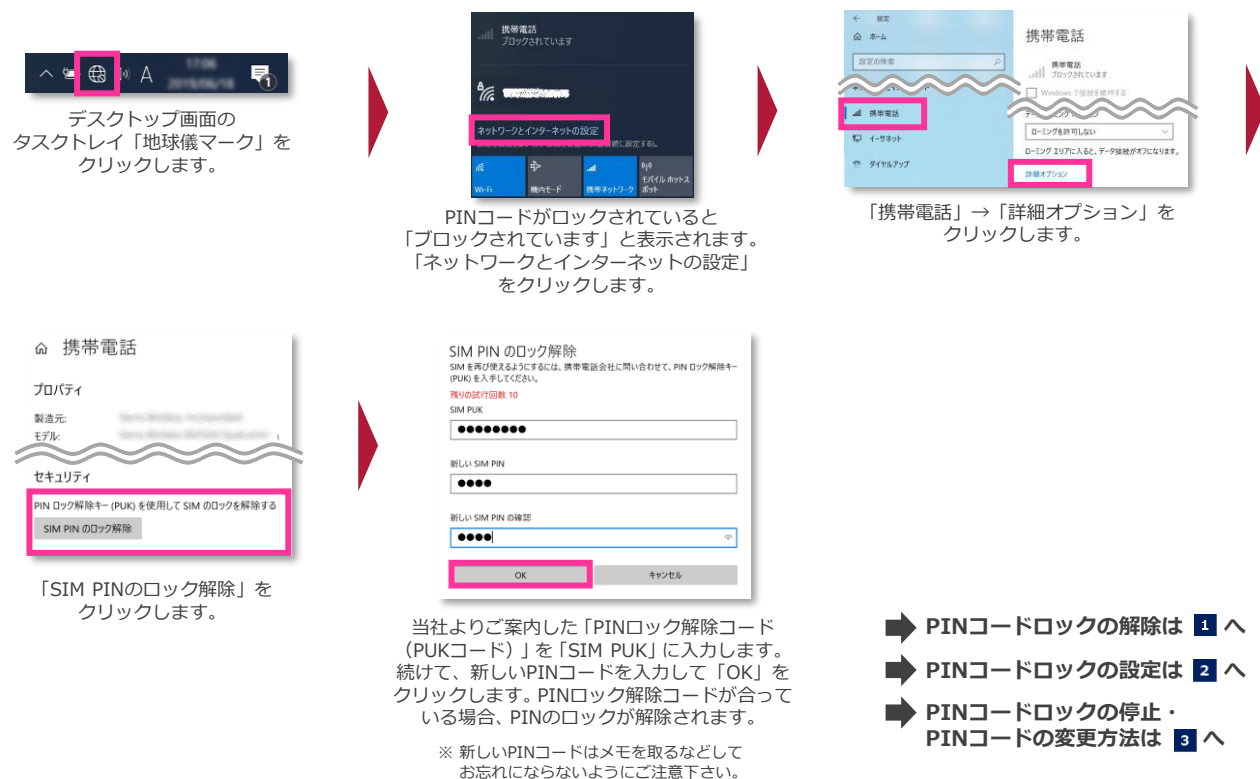 A
17:06
2019/06/18
1
デスクトップ画面の
タスクトレイ「地球儀マーク」を
クリックします。
携帯電話
ブロックされています
ネットワークとインターネットの設定
Wi-Fi
機内モード
携帯ネットワーク
モバイル ホットス
ポット
PINコードがロックされていると
「ブロックされています」と表示されます。
「ネットワークとインターネットの設定」
をクリックします。
設定
ホーム
設定の検索
携帯電話
イーサネット
ダイヤルアップ
携帯電話
携帯電話
ブロックされています
Windows で接続を維持する
ローミングを許可しない
ローミング エリアに入ると、データ接続がオフになります。
詳細オプション
「携帯電話」→「詳細オプション」を
クリックします。
携帯電話
プロパティ
製造元:
モデル:
セキュリティ
PIN ロック解除キー (PUK) を使用して SIM のロックを解除する
SIM PIN のロック解除
「SIM PINのロック解除」を
クリックします。
SIM PIN のロック解除
SIM を再び使えるようにするには、携帯電話会社に問い合わせて、PIN ロック解除キー
(PUK) を入手してください。
残りの試行回数 10
SIM PUK
●●●●●●●●
新しい SIM PIN
●●●●
新しい SIM PIN の確認
●●●●
OK
キャンセル
当社よりご案内した「PINロック解除コード
（PUKコード）」を「SIM PUK」に入力します。
続けて、新しいPINコードを入力して「OK」を
クリックします。PINロック解除コードが合って
いる場合、PINのロックが解除されます。
※ 新しいPINコードはメモを取るなどして
お忘れにならないようにご注意下さい。
PINコードロックの解除は 1 へ
PINコードロックの設定は 2 へ
PINコードロックの停止・
PINコードの変更方法は 3 へ